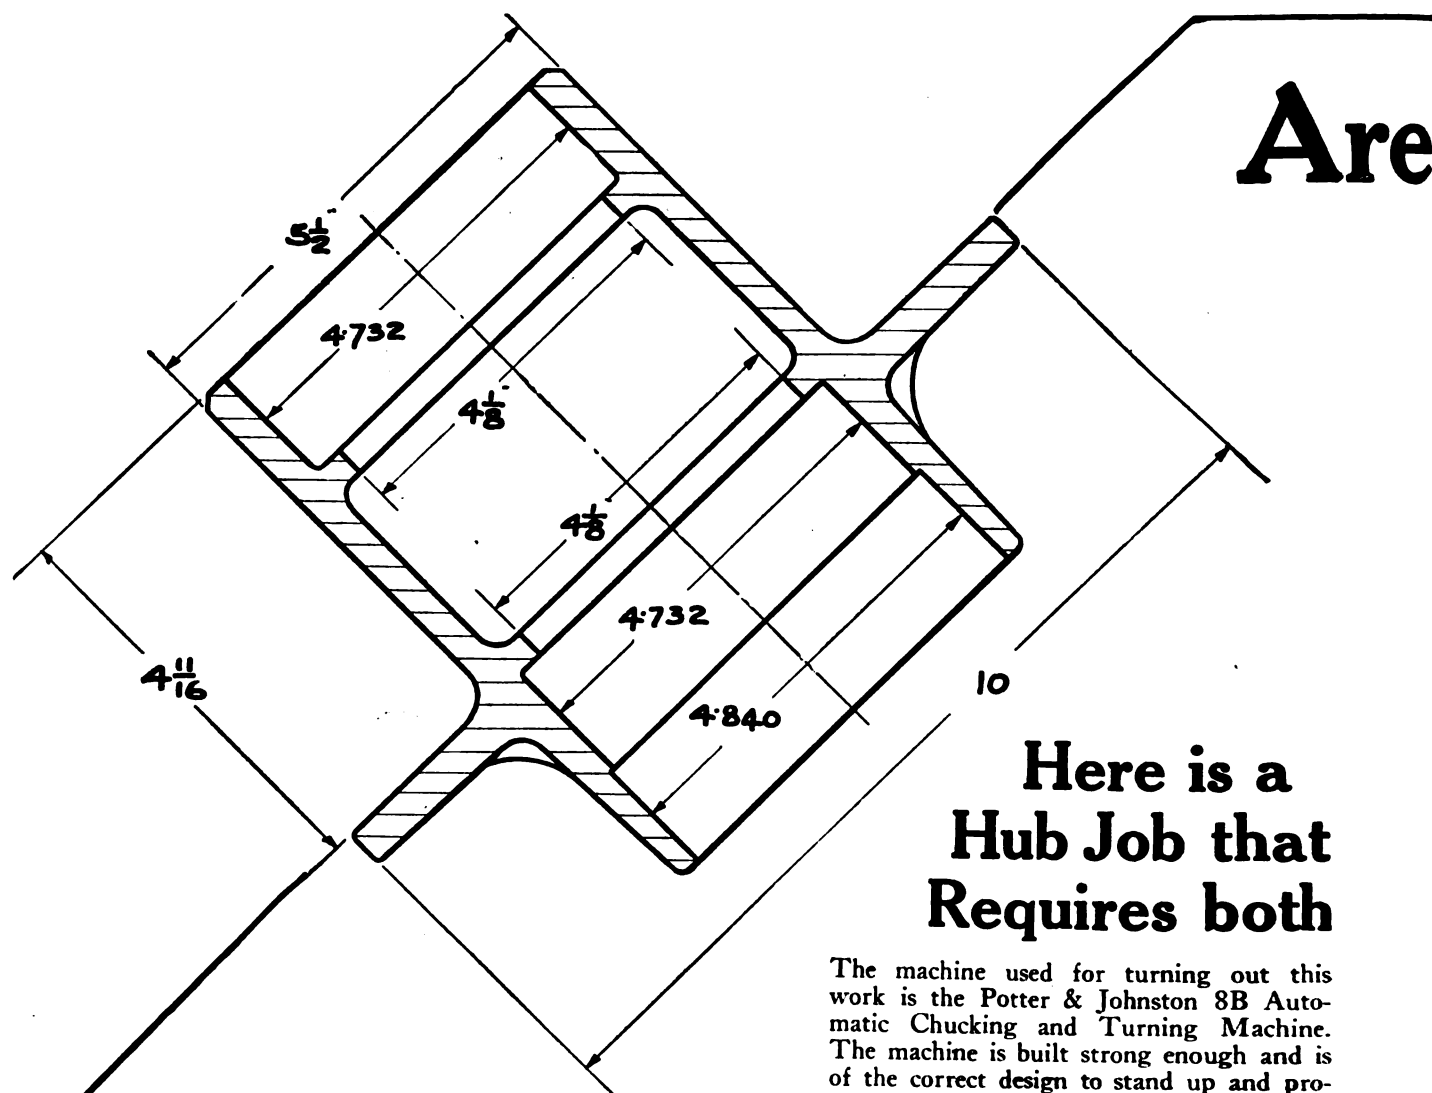 Are
5½"
4.732
4⅛"
4⅛"
4.732
4 11/16
4.840
10
Here is a
Hub Job that
Requires both
The machine used for turning out this
work is the Potter & Johnston 8B Auto-
matic Chucking and Turning Machine.
The machine is built strong enough and is
of the correct design to stand up and pro-